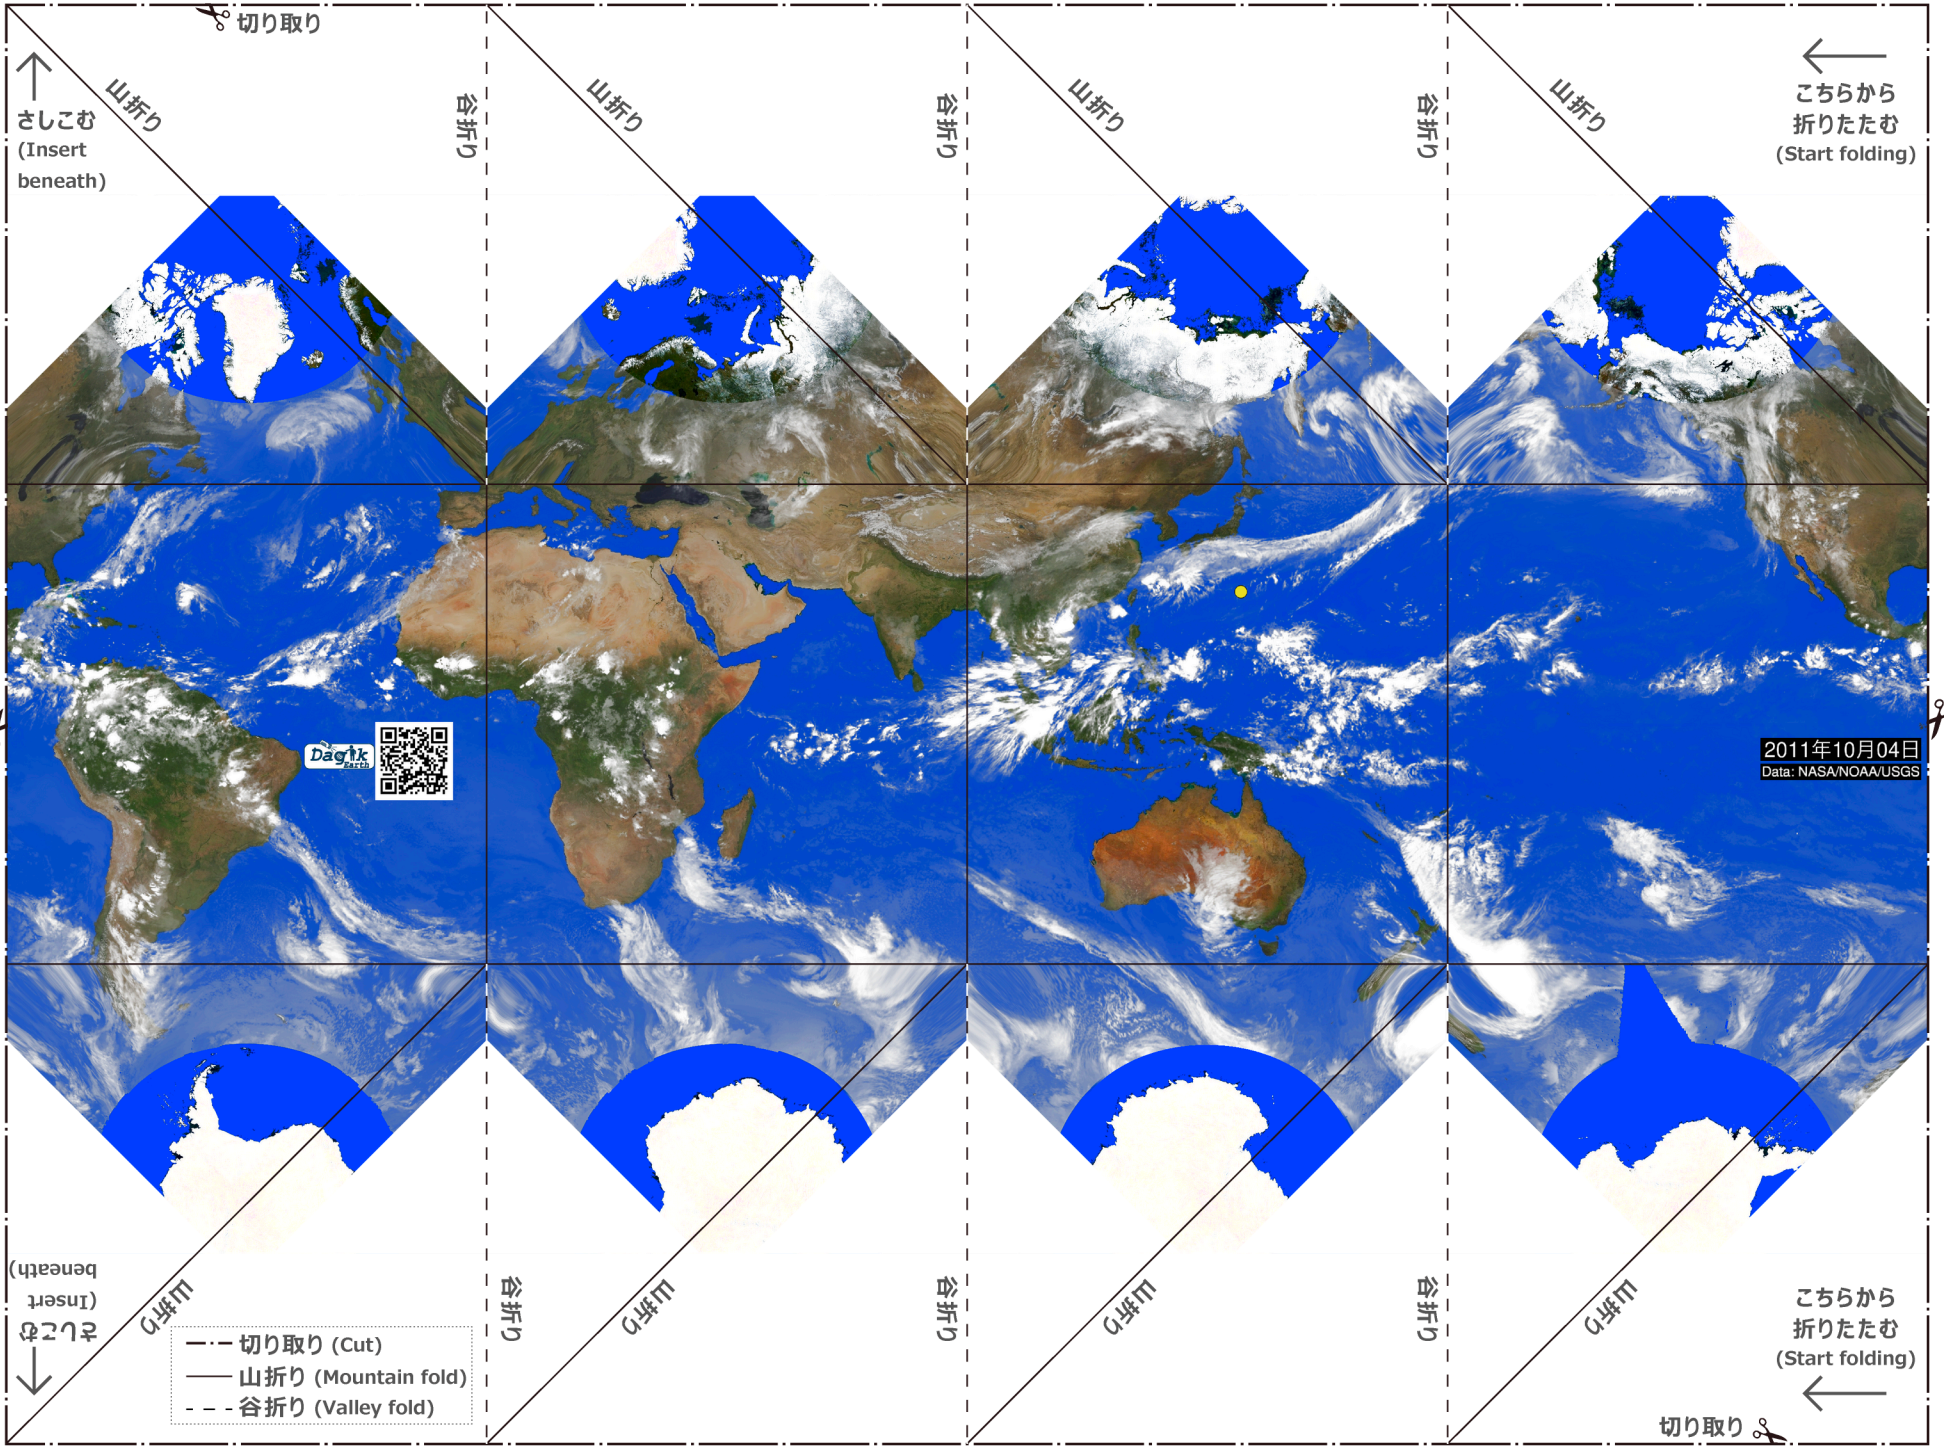 切り取り
さしこむ
(Insert
beneath)
山折り
谷折り
山折り
谷折り
山折り
谷折り
山折り
こちらから
折りたたむ
(Start folding)
Dagik
Earth
2011年10月04日
Data: NASA/NOAA/USGS
さしこむ
(Insert
beneath)
山折り
谷折り
山折り
谷折り
山折り
谷折り
山折り
こちらから
折りたたむ
(Start folding)
切り取り (Cut)
山折り (Mountain fold)
谷折り (Valley fold)
切り取り